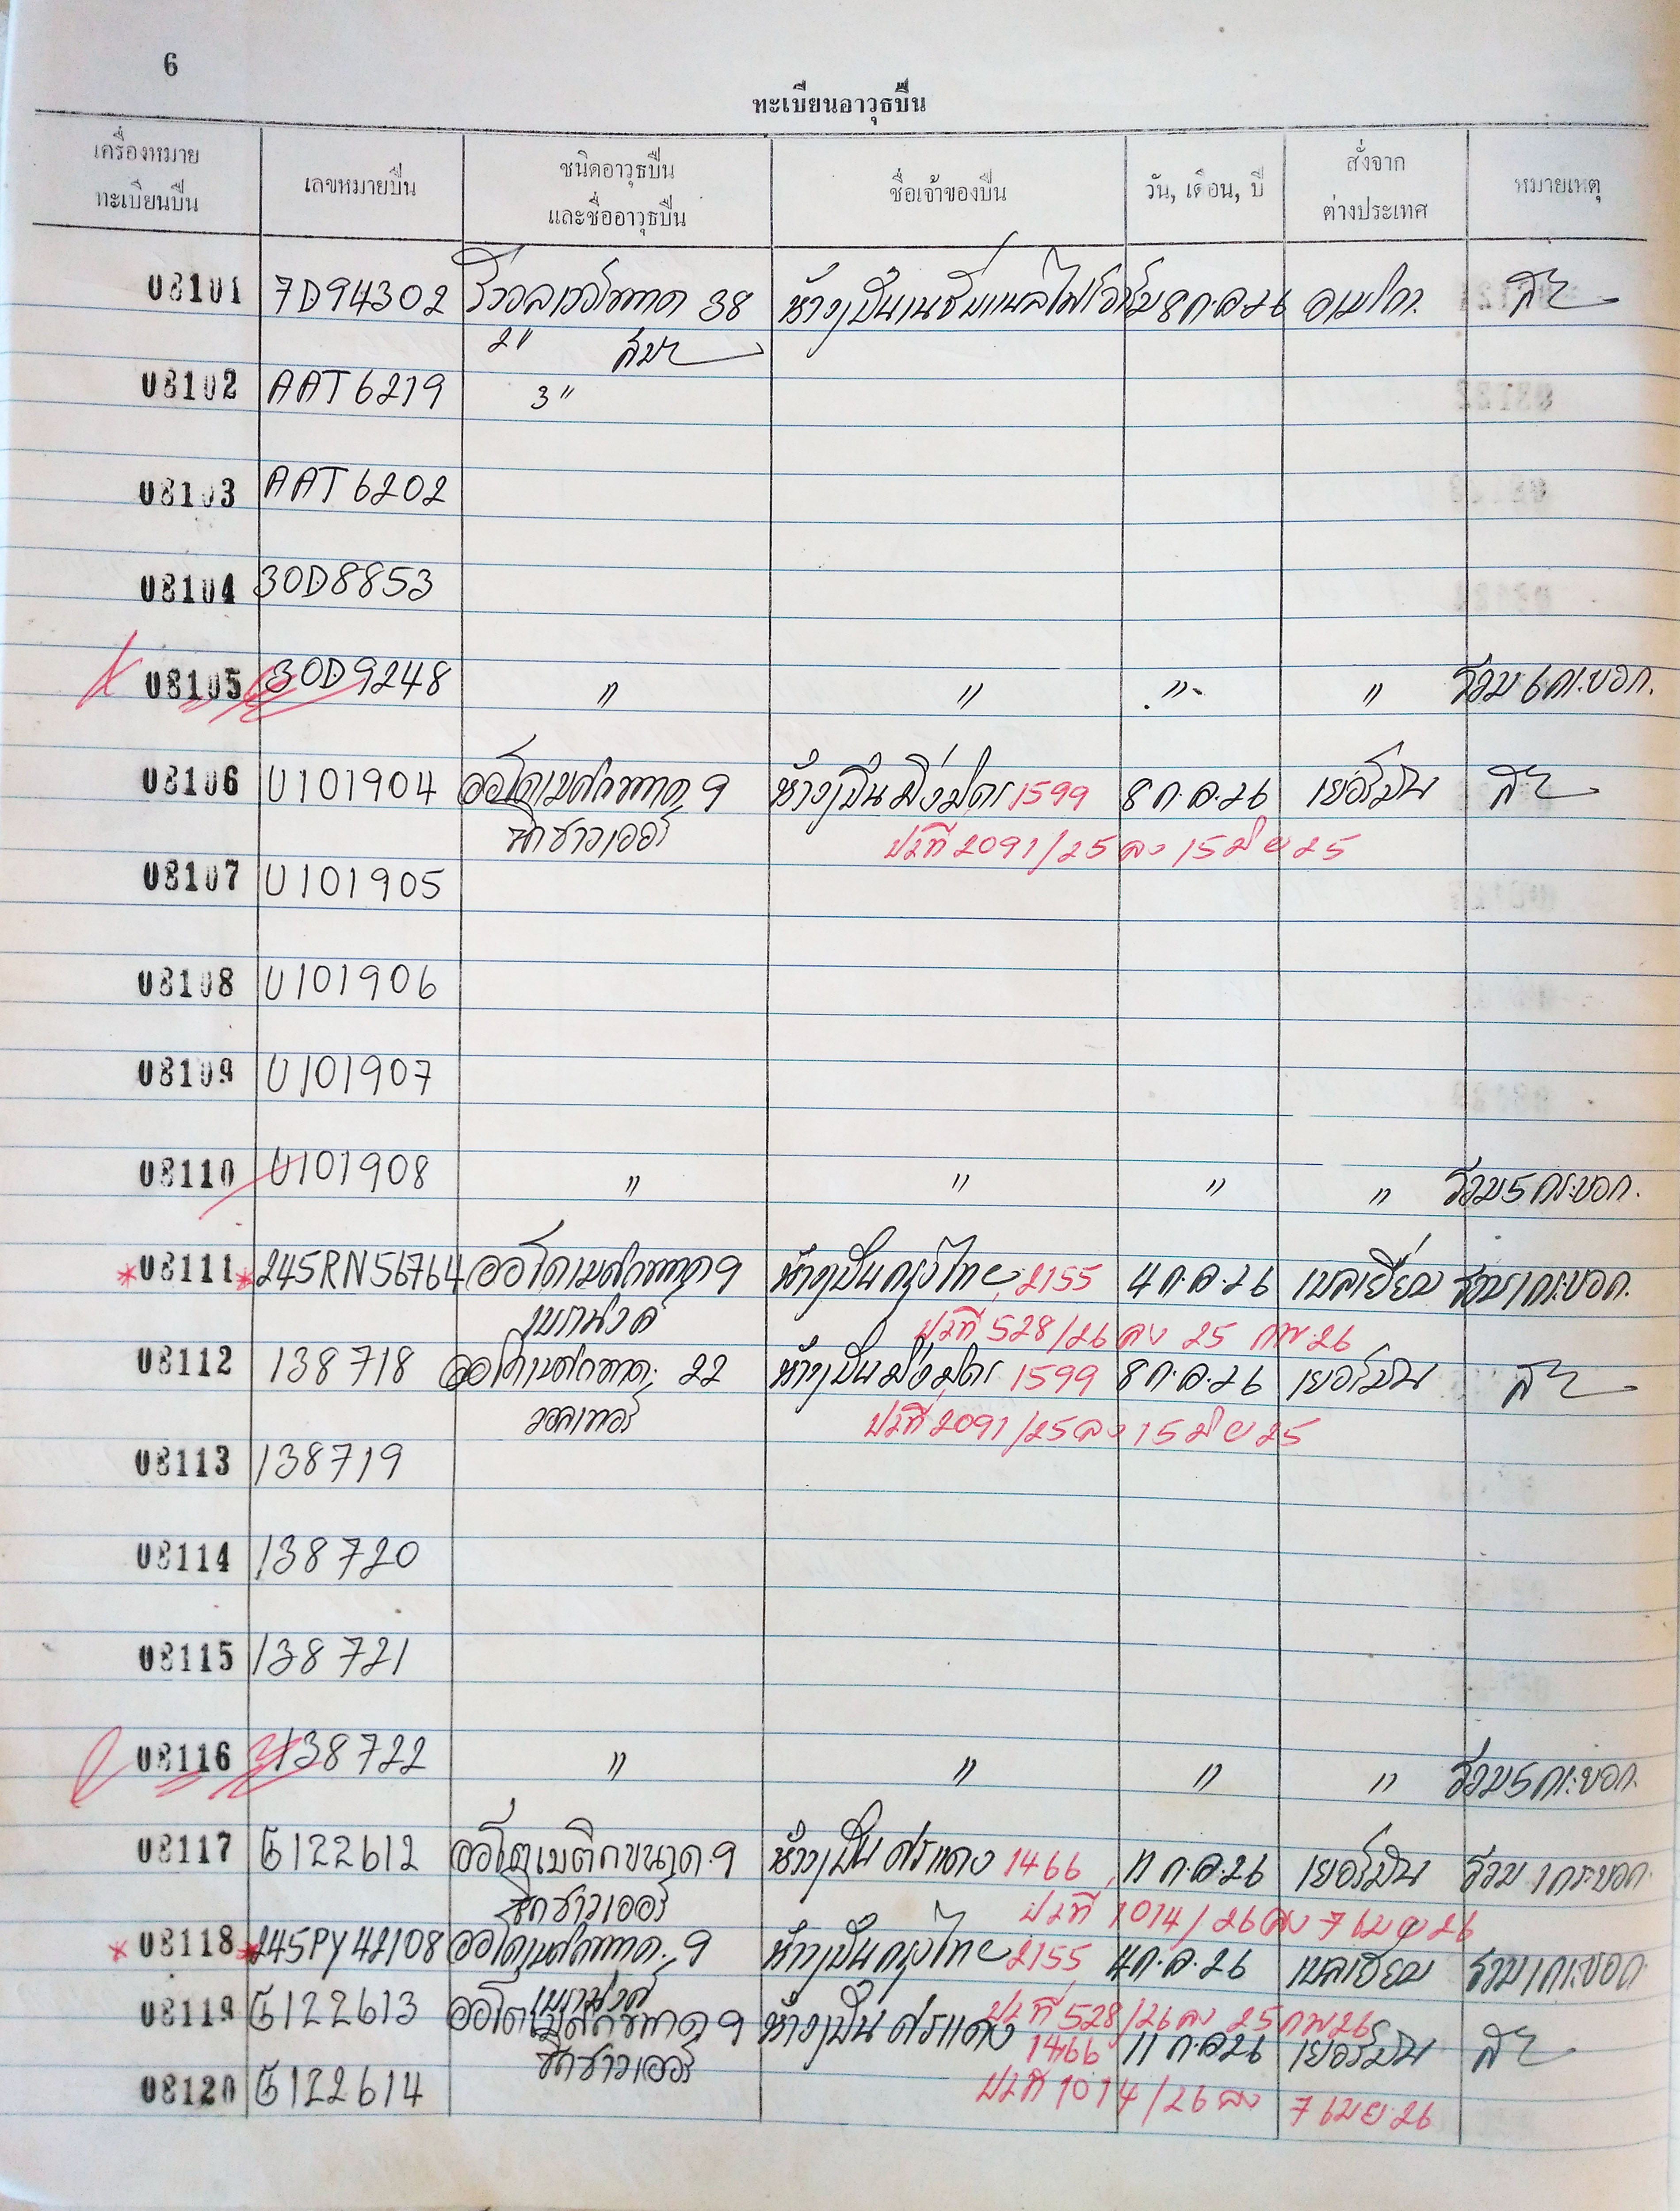 6
ทะเบียนอาวุธปืน
เครื่องหมาย ทะเบียนปืน เลขหมายปืน ชนิดอาวุธปืน และชื่ออาวุธปืน ชื่อเจ้าของปืน วัน, เดือน, ปี สั่งจาก ต่างประเทศ หมายเหตุ
08101 7D94302 รีวอลเวอร์ขนาด 38 ห้างปืนเนชั่นแนลไฟร์อาร์ม 8 ก.ค.26 อเมริกา
2" สมิท
08102 AAT6219 3"
08103 AAT6202
08104 30D8853
08105 30D9248 " " " " รวม 6 กระบอก.
08106 U101904 ออโตเมติกขนาด 9 ห้างปืน มิ่งมิตร 1599 8 ก.ค.26 เยอรมัน
ซิกซาวเออร์ ปมที่ 2091/25 ลง 15 มิย 25
08107 U101905
08108 U101906
08109 U101907
08110 U101908 " " " " รวม 5 กระบอก.
*08111 *245RN56764 ออโตเมติกขนาด 9 ห้างปืนกรุงไทย 2155 4 ก.ค.26 เบลเยี่ยม รวม 1 กระบอก.
เบรานิงค์ ปมที่ 528/26 ลง 25 กพ 26
08112 138718 ออโตเมติกขนาด 22 ห้างปืนมิ่งมิตร 1599 8 ก.ค.26 เยอรมัน
วอลเทอร์ ปมที่ 2091/25 ลง 15 มิย 25
08113 138719
08114 138720
08115 138721
08116 138722 " " " " รวม 5 กระบอก.
08117 G122612 ออโตเมติกขนาด 9 ห้างปืน ศรแดง 1466 11 ก.ค.26 เยอรมัน รวม 1 กระบอก
ซิกซาวเออร์ ปมที่ 1014/26 ลง 7 เมย 26
*08118 *245PY42108 ออโตเมติกขนาด 9 ห้างปืนกรุงไทย 2155 4 ก.ค.26 เบลเยี่ยม รวม 1 กระบอก
เบรานิงค์ ปมที่ 528/26 ลง 25 กพ 26
08119 G122613 ออโตเมติกขนาด 9 ห้างปืน ศรแดง 1466 11 ก.ค.26 เยอรมัน
ซิกซาวเออร์ ปมที่ 1014/26 ลง 7 เมย 26
08120 G122614